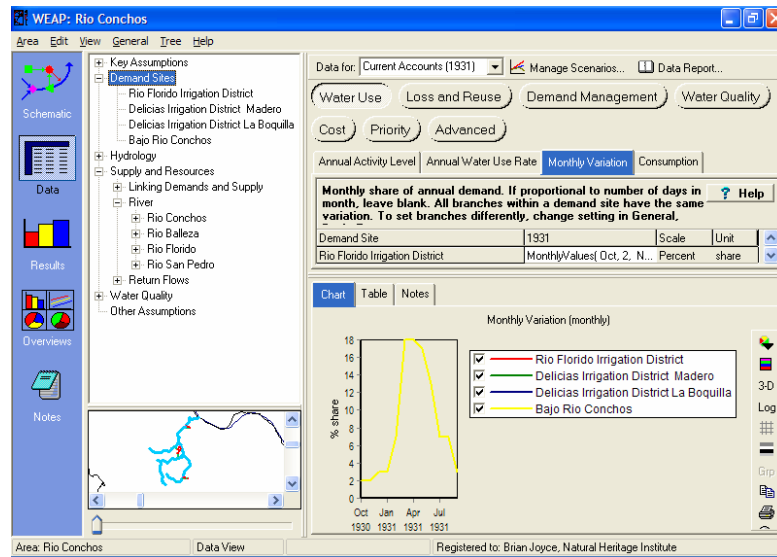 WEAP: Rio Conchos
Area Edit View General Tree Help
Schematic
Data
Results
Overviews
Notes
Key Assumptions
Demand Sites
Rio Florido Irrigation District
Delicias Irrigation District Madero
Delicias Irrigation District La Boquilla
Bajo Rio Conchos
Hydrology
Supply and Resources
Linking Demands and Supply
River
Rio Conchos
Rio Balleza
Rio Florido
Rio San Pedro
Return Flows
Water Quality
Other Assumptions
Data for: Current Accounts (1931) Manage Scenarios... Data Report...
Water Use Loss and Reuse Demand Management Water Quality
Cost Priority Advanced
Annual Activity Level Annual Water Use Rate Monthly Variation Consumption
Monthly share of annual demand. If proportional to number of days in
month, leave blank. All branches within a demand site have the same
variation. To set branches differently, change setting in General,
? Help
Demand Site 1931 Scale Unit
Rio Florido Irrigation District MonthlyValues( Oct, 2, N... Percent share
Chart Table Notes
Monthly Variation (monthly)
% share
18
16
14
12
10
8
6
4
2
0
Oct Jan Apr Jul
1930 1931 1931 1931
Rio Florido Irrigation District
Delicias Irrigation District Madero
Delicias Irrigation District La Boquilla
Bajo Rio Conchos
3-D
Log
Grp
Area: Rio Conchos Data View Registered to: Brian Joyce, Natural Heritage Institute